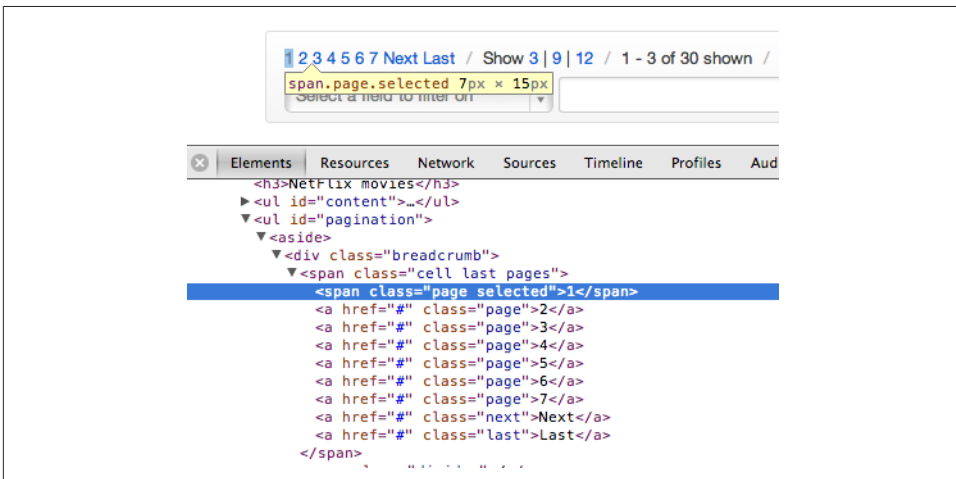 1 2 3 4 5 6 7 Next Last / Show 3 | 9 | 12 / 1 - 3 of 30 shown /
span.page.selected 7px × 15px
Select a field to filter on
Elements Resources Network Sources Timeline Profiles Aud
<h3>NetFlix movies</h3>
▶<ul id="content">…</ul>
▼<ul id="pagination">
▼<aside>
▼<div class="breadcrumb">
▼<span class="cell last pages">
<span class="page selected">1</span>
<a href="#" class="page">2</a>
<a href="#" class="page">3</a>
<a href="#" class="page">4</a>
<a href="#" class="page">5</a>
<a href="#" class="page">6</a>
<a href="#" class="page">7</a>
<a href="#" class="next">Next</a>
<a href="#" class="last">Last</a>
</span>